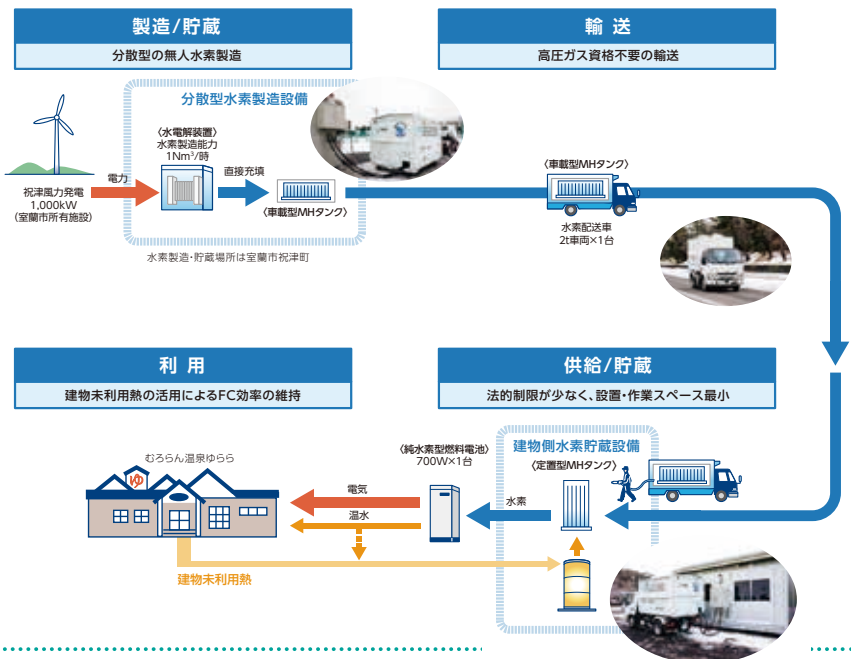 製造/貯蔵
分散型の無人水素製造
輸送
高圧ガス資格不要の輸送
分散型水素製造設備
〈水電解装置〉
水素製造能力
1Nm³/時
電力
直接充填
祝津風力発電
1,000kW
(室蘭市所有施設)
〈車載型MHタンク〉
水素製造・貯蔵場所は室蘭市祝津町
〈車載型MHタンク〉
水素配送車
2t車両×1台
利用
建物未利用熱の活用によるFC効率の維持
供給/貯蔵
法的制限が少なく、設置・作業スペース最小
むろらん温泉ゆらら
ゆ
電気
温水
〈純水素型燃料電池〉
700W×1台
水素
建物側水素貯蔵設備
〈定置型MHタンク〉
建物未利用熱